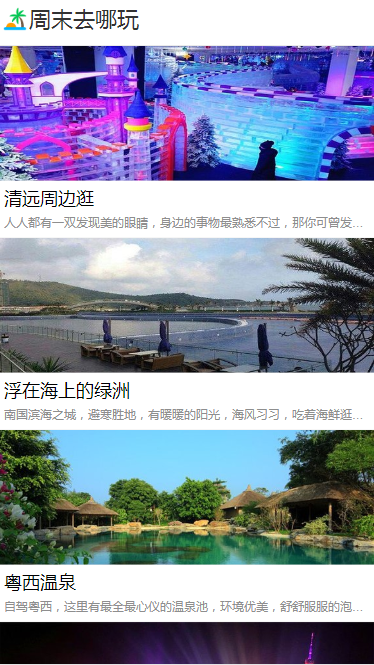 周末去哪玩
清远周边逛
人人都有一双发现美的眼睛，身边的事物最熟悉不过，那你可曾发...
浮在海上的绿洲
南国滨海之城，避寒胜地，有暖暖的阳光，海风习习，吃着海鲜逛...
粤西温泉
自驾粤西，这里有最全最心仪的温泉池，环境优美，舒舒服服的泡...